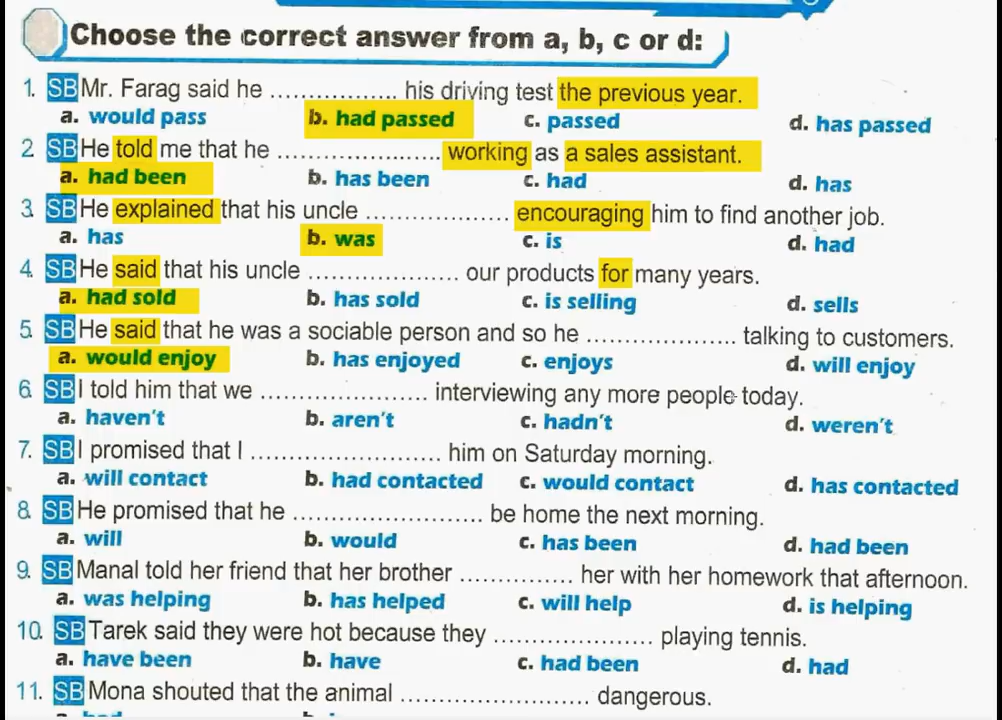 Choose the correct answer from a, b, c or d:
1. SB Mr. Farag said he .................. his driving test the previous year.
a. would pass b. had passed c. passed d. has passed
2. SB He told me that he ....................... working as a sales assistant.
a. had been b. has been c. had d. has
3. SB He explained that his uncle .................... encouraging him to find another job.
a. has b. was c. is d. had
4. SB He said that his uncle ..................... our products for many years.
a. had sold b. has sold c. is selling d. sells
5. SB He said that he was a sociable person and so he ..................... talking to customers.
a. would enjoy b. has enjoyed c. enjoys d. will enjoy
6. SB I told him that we ....................... interviewing any more people today.
a. haven't b. aren't c. hadn't d. weren't
7. SB I promised that I .......................... him on Saturday morning.
a. will contact b. had contacted c. would contact d. has contacted
8. SB He promised that he .......................... be home the next morning.
a. will b. would c. has been d. had been
9. SB Manal told her friend that her brother ................ her with her homework that afternoon.
a. was helping b. has helped c. will help d. is helping
10. SB Tarek said they were hot because they ...................... playing tennis.
a. have been b. have c. had been d. had
11. SB Mona shouted that the animal .......................... dangerous.